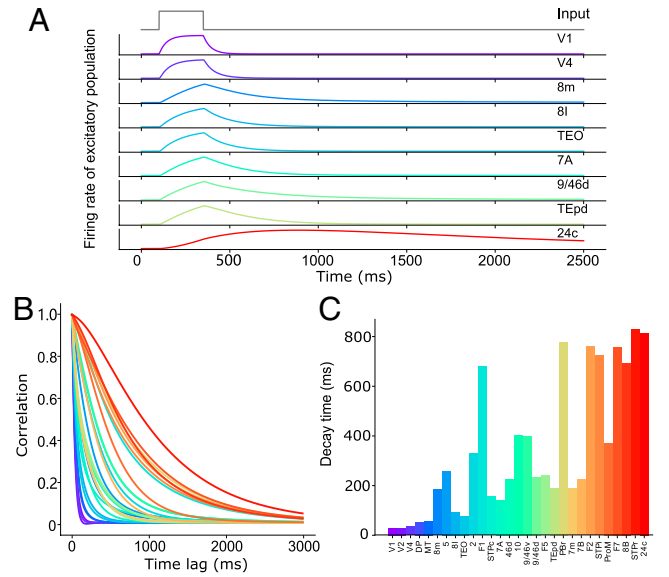 A
Input
V1
V4
8m
8l
TEO
7A
9/46d
TEpd
24c
Firing rate of excitatory population
0 500 1000 1500 2000 2500
Time (ms)
B
1.0
0.8
0.6
0.4
0.2
0
Correlation
0 1000 2000 3000
Time lag (ms)
C
800
600
400
200
0
Decay time (ms)
V1 V2 V4 DP MT 8m 5 8l TEO 2 F1 STPc 7A 46d 10 9/46v 9/46d F5 TEpd PBr 7m 7B F2 STPi ProM F7 8B STPr 24c